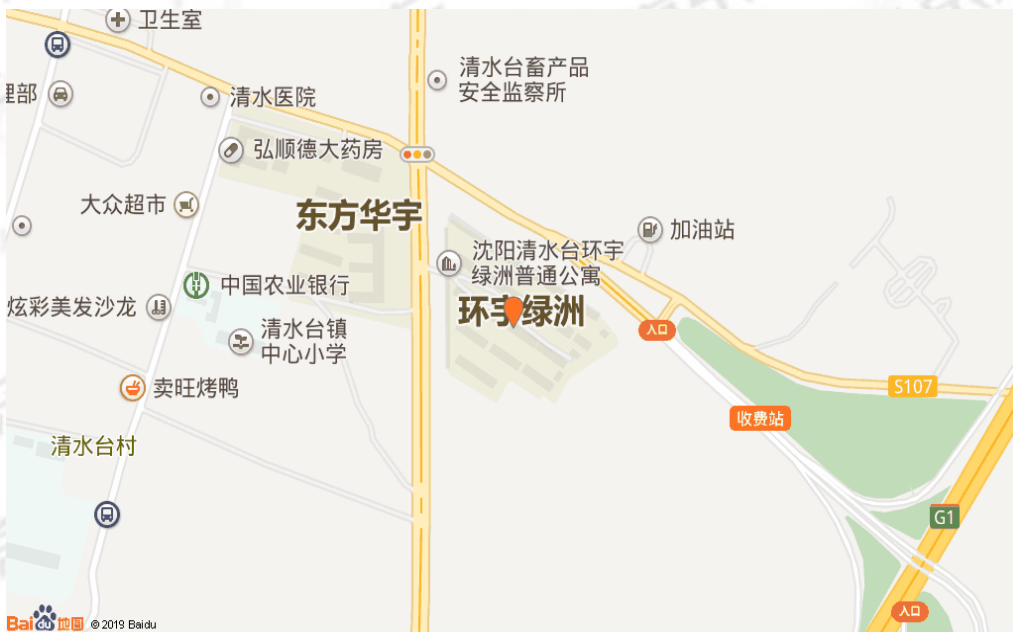 卫生室
清水台畜产品
安全监察所
理部
清水医院
弘顺德大药房
大众超市
东方华宇
加油站
沈阳清水台环宇
绿洲普通公寓
中国农业银行
炫彩美发沙龙
环宇绿洲
清水台镇
中心小学
入口
卖旺烤鸭
S107
收费站
清水台村
G1
入口
Bai du 地图 © 2019 Baidu